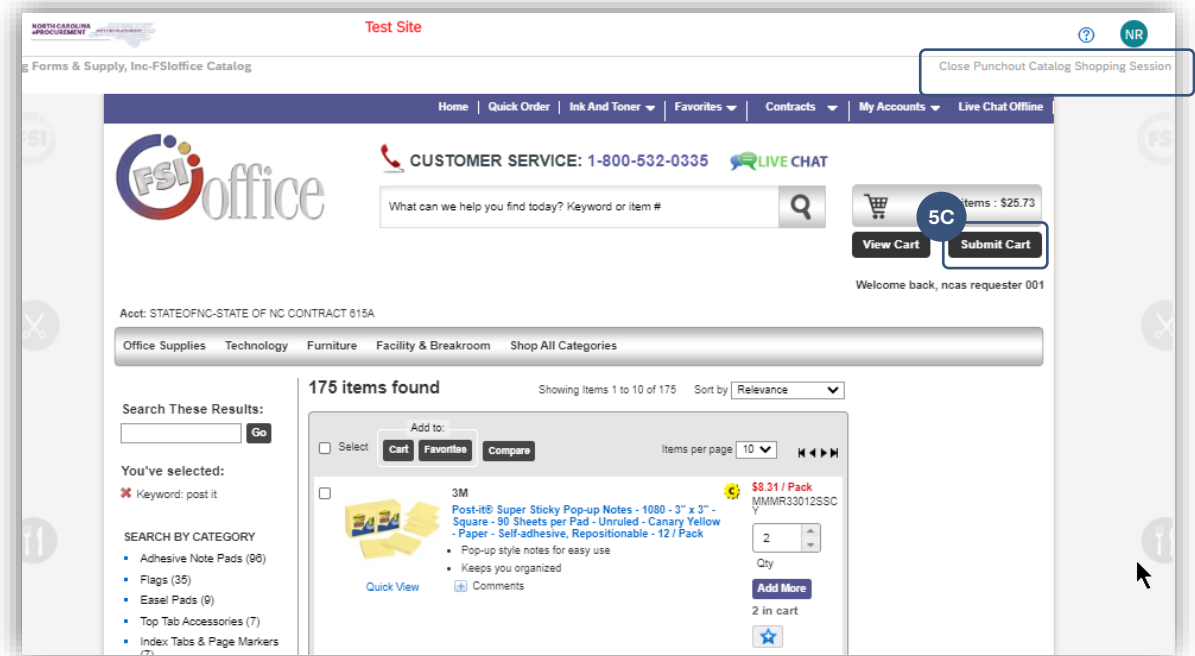 NORTH CAROLINA
ePROCUREMENT
Test Site
?
NR
g Forms & Supply, Inc-FSIoffice Catalog
Close Punchout Catalog Shopping Session
Home | Quick Order | Ink And Toner | Favorites | Contracts | My Accounts | Live Chat Offline
FSI office
CUSTOMER SERVICE: 1-800-532-0335
LIVE CHAT
What can we help you find today? Keyword or item #
items : $25.73
5C
View Cart
Submit Cart
Welcome back, ncas requester 001
Acct: STATEOFNC-STATE OF NC CONTRACT 615A
Office Supplies Technology Furniture Facility & Breakroom Shop All Categories
175 items found
Showing Items 1 to 10 of 175
Sort by Relevance
Search These Results:
Go
You've selected:
Keyword: post it
SEARCH BY CATEGORY
Adhesive Note Pads (96)
Flags (35)
Easel Pads (9)
Top Tab Accessories (7)
Index Tabs & Page Markers
(7)
Add to:
Select Cart Favorites Compare
Items per page 10
3M
Post-it® Super Sticky Pop-up Notes - 1080 - 3" x 3" -
Square - 90 Sheets per Pad - Unruled - Canary Yellow
- Paper - Self-adhesive, Repositionable - 12 / Pack
Pop-up style notes for easy use
Keeps you organized
Comments
Quick View
C
$8.31 / Pack
MMMR33012SSC
Y
2
Qty
Add More
2 in cart